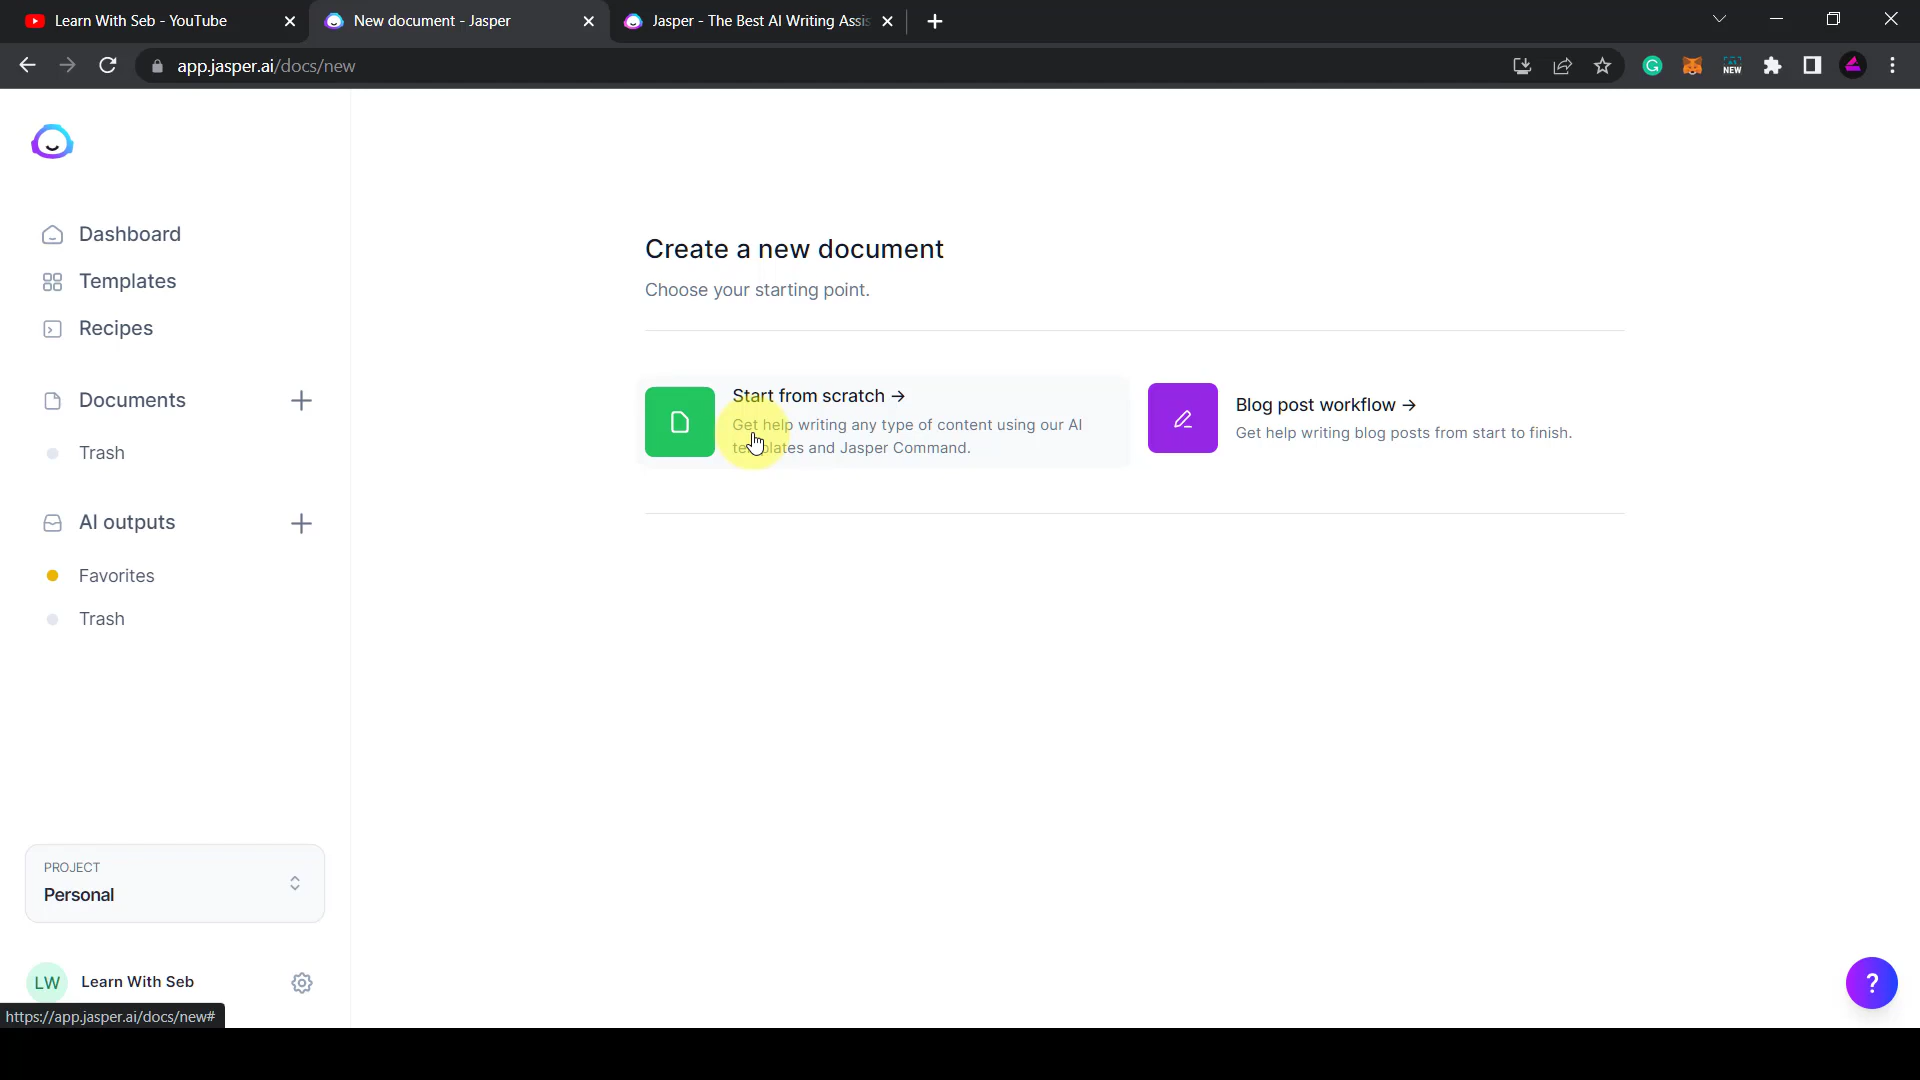 Learn With Seb - YouTube
New document - Jasper
Jasper - The Best AI Writing Assis
app.jasper.ai/docs/new
NEW
Dashboard
Templates
Recipes
Documents
Trash
AI outputs
Favorites
Trash
PROJECT
Personal
LW Learn With Seb
https://app.jasper.ai/docs/new#
Create a new document
Choose your starting point.
Start from scratch →
Get help writing any type of content using our AI
templates and Jasper Command.
Blog post workflow →
Get help writing blog posts from start to finish.
?